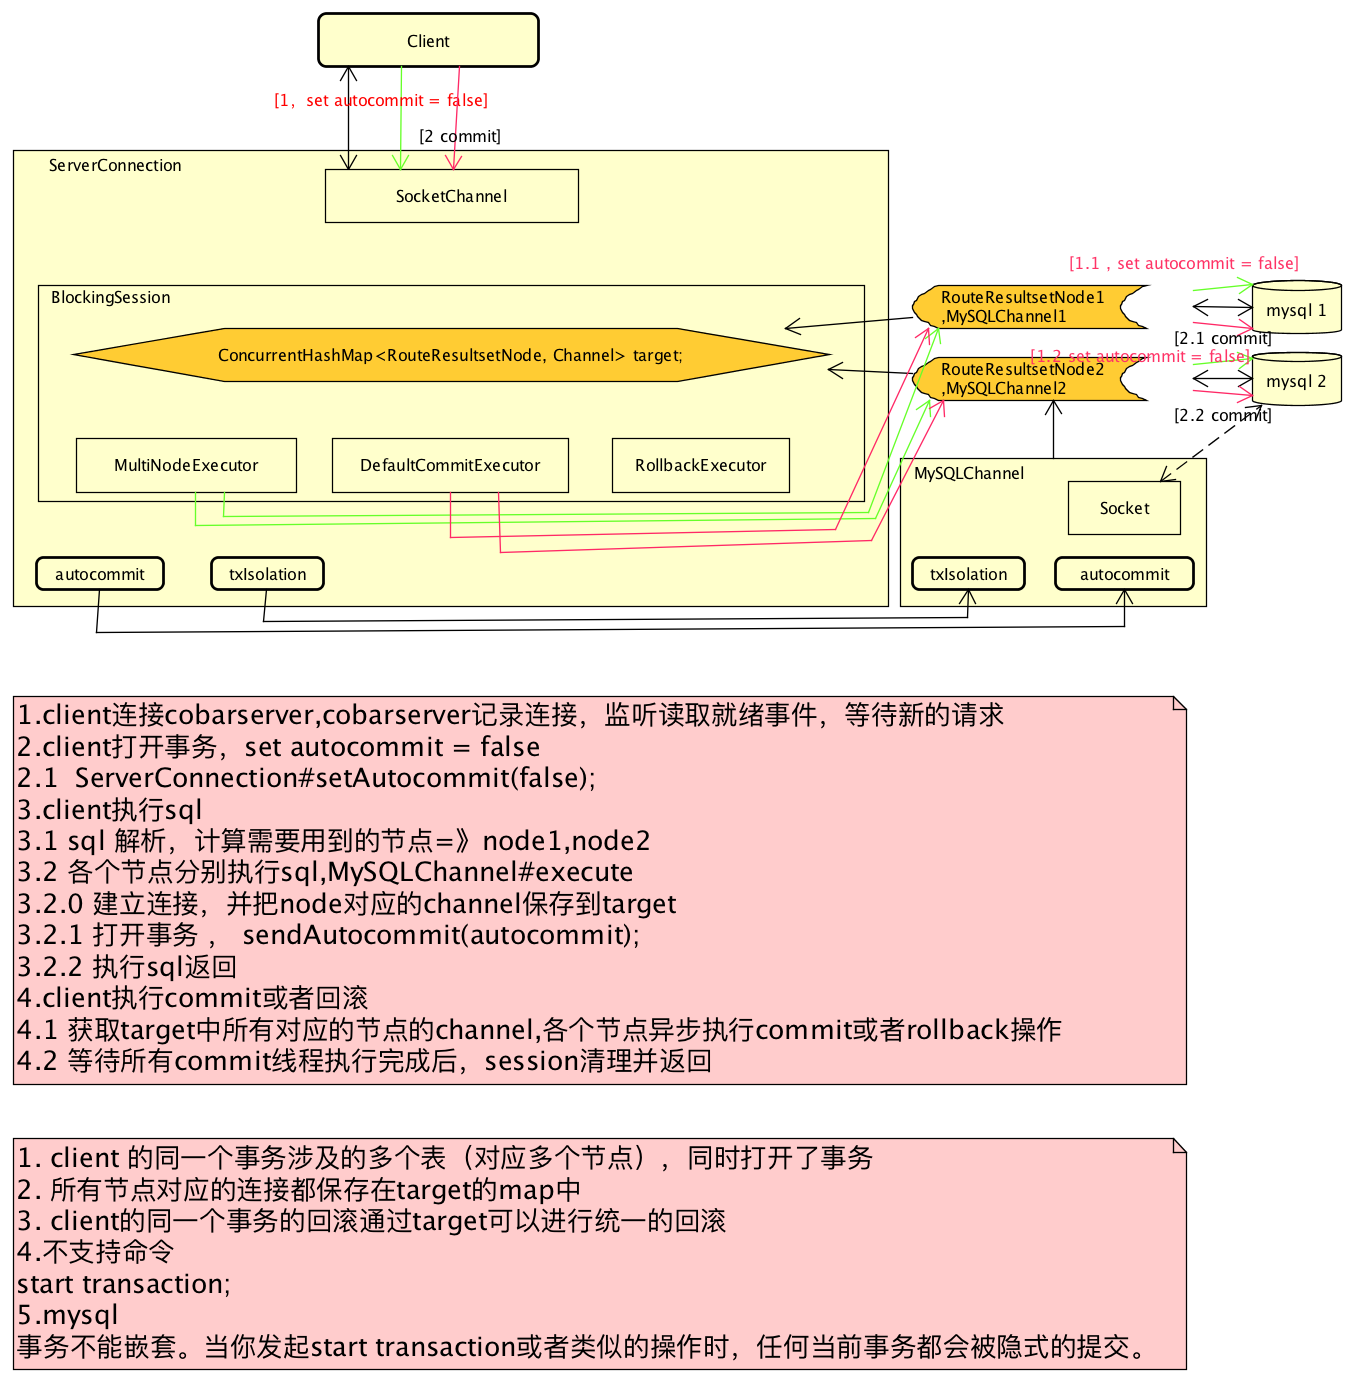 Client
[1，set autocommit = false]
[2 commit]
ServerConnection
SocketChannel
BlockingSession
ConcurrentHashMap<RouteResultsetNode, Channel> target;
MultiNodeExecutor
DefaultCommitExecutor
RollbackExecutor
autocommit
txIsolation
[1.1 , set autocommit = false]
RouteResultsetNode1
,MySQLChannel1
mysql 1
[2.1 commit]
[1.2 set autocommit = false]
RouteResultsetNode2
,MySQLChannel2
mysql 2
[2.2 commit]
MySQLChannel
Socket
txIsolation
autocommit
1.client连接cobarserver,cobarserver记录连接，监听读取就绪事件，等待新的请求
2.client打开事务，set autocommit = false
2.1  ServerConnection#setAutocommit(false);
3.client执行sql
3.1 sql 解析，计算需要用到的节点=》node1,node2
3.2 各个节点分别执行sql,MySQLChannel#execute
3.2.0 建立连接，并把node对应的channel保存到target
3.2.1 打开事务 ， sendAutocommit(autocommit);
3.2.2 执行sql返回
4.client执行commit或者回滚
4.1 获取target中所有对应的节点的channel,各个节点异步执行commit或者rollback操作
4.2 等待所有commit线程执行完成后，session清理并返回
1. client 的同一个事务涉及的多个表（对应多个节点），同时打开了事务
2. 所有节点对应的连接都保存在target的map中
3. client的同一个事务的回滚通过target可以进行统一的回滚
4.不支持命令
start transaction;
5.mysql
事务不能嵌套。当你发起start transaction或者类似的操作时，任何当前事务都会被隐式的提交。